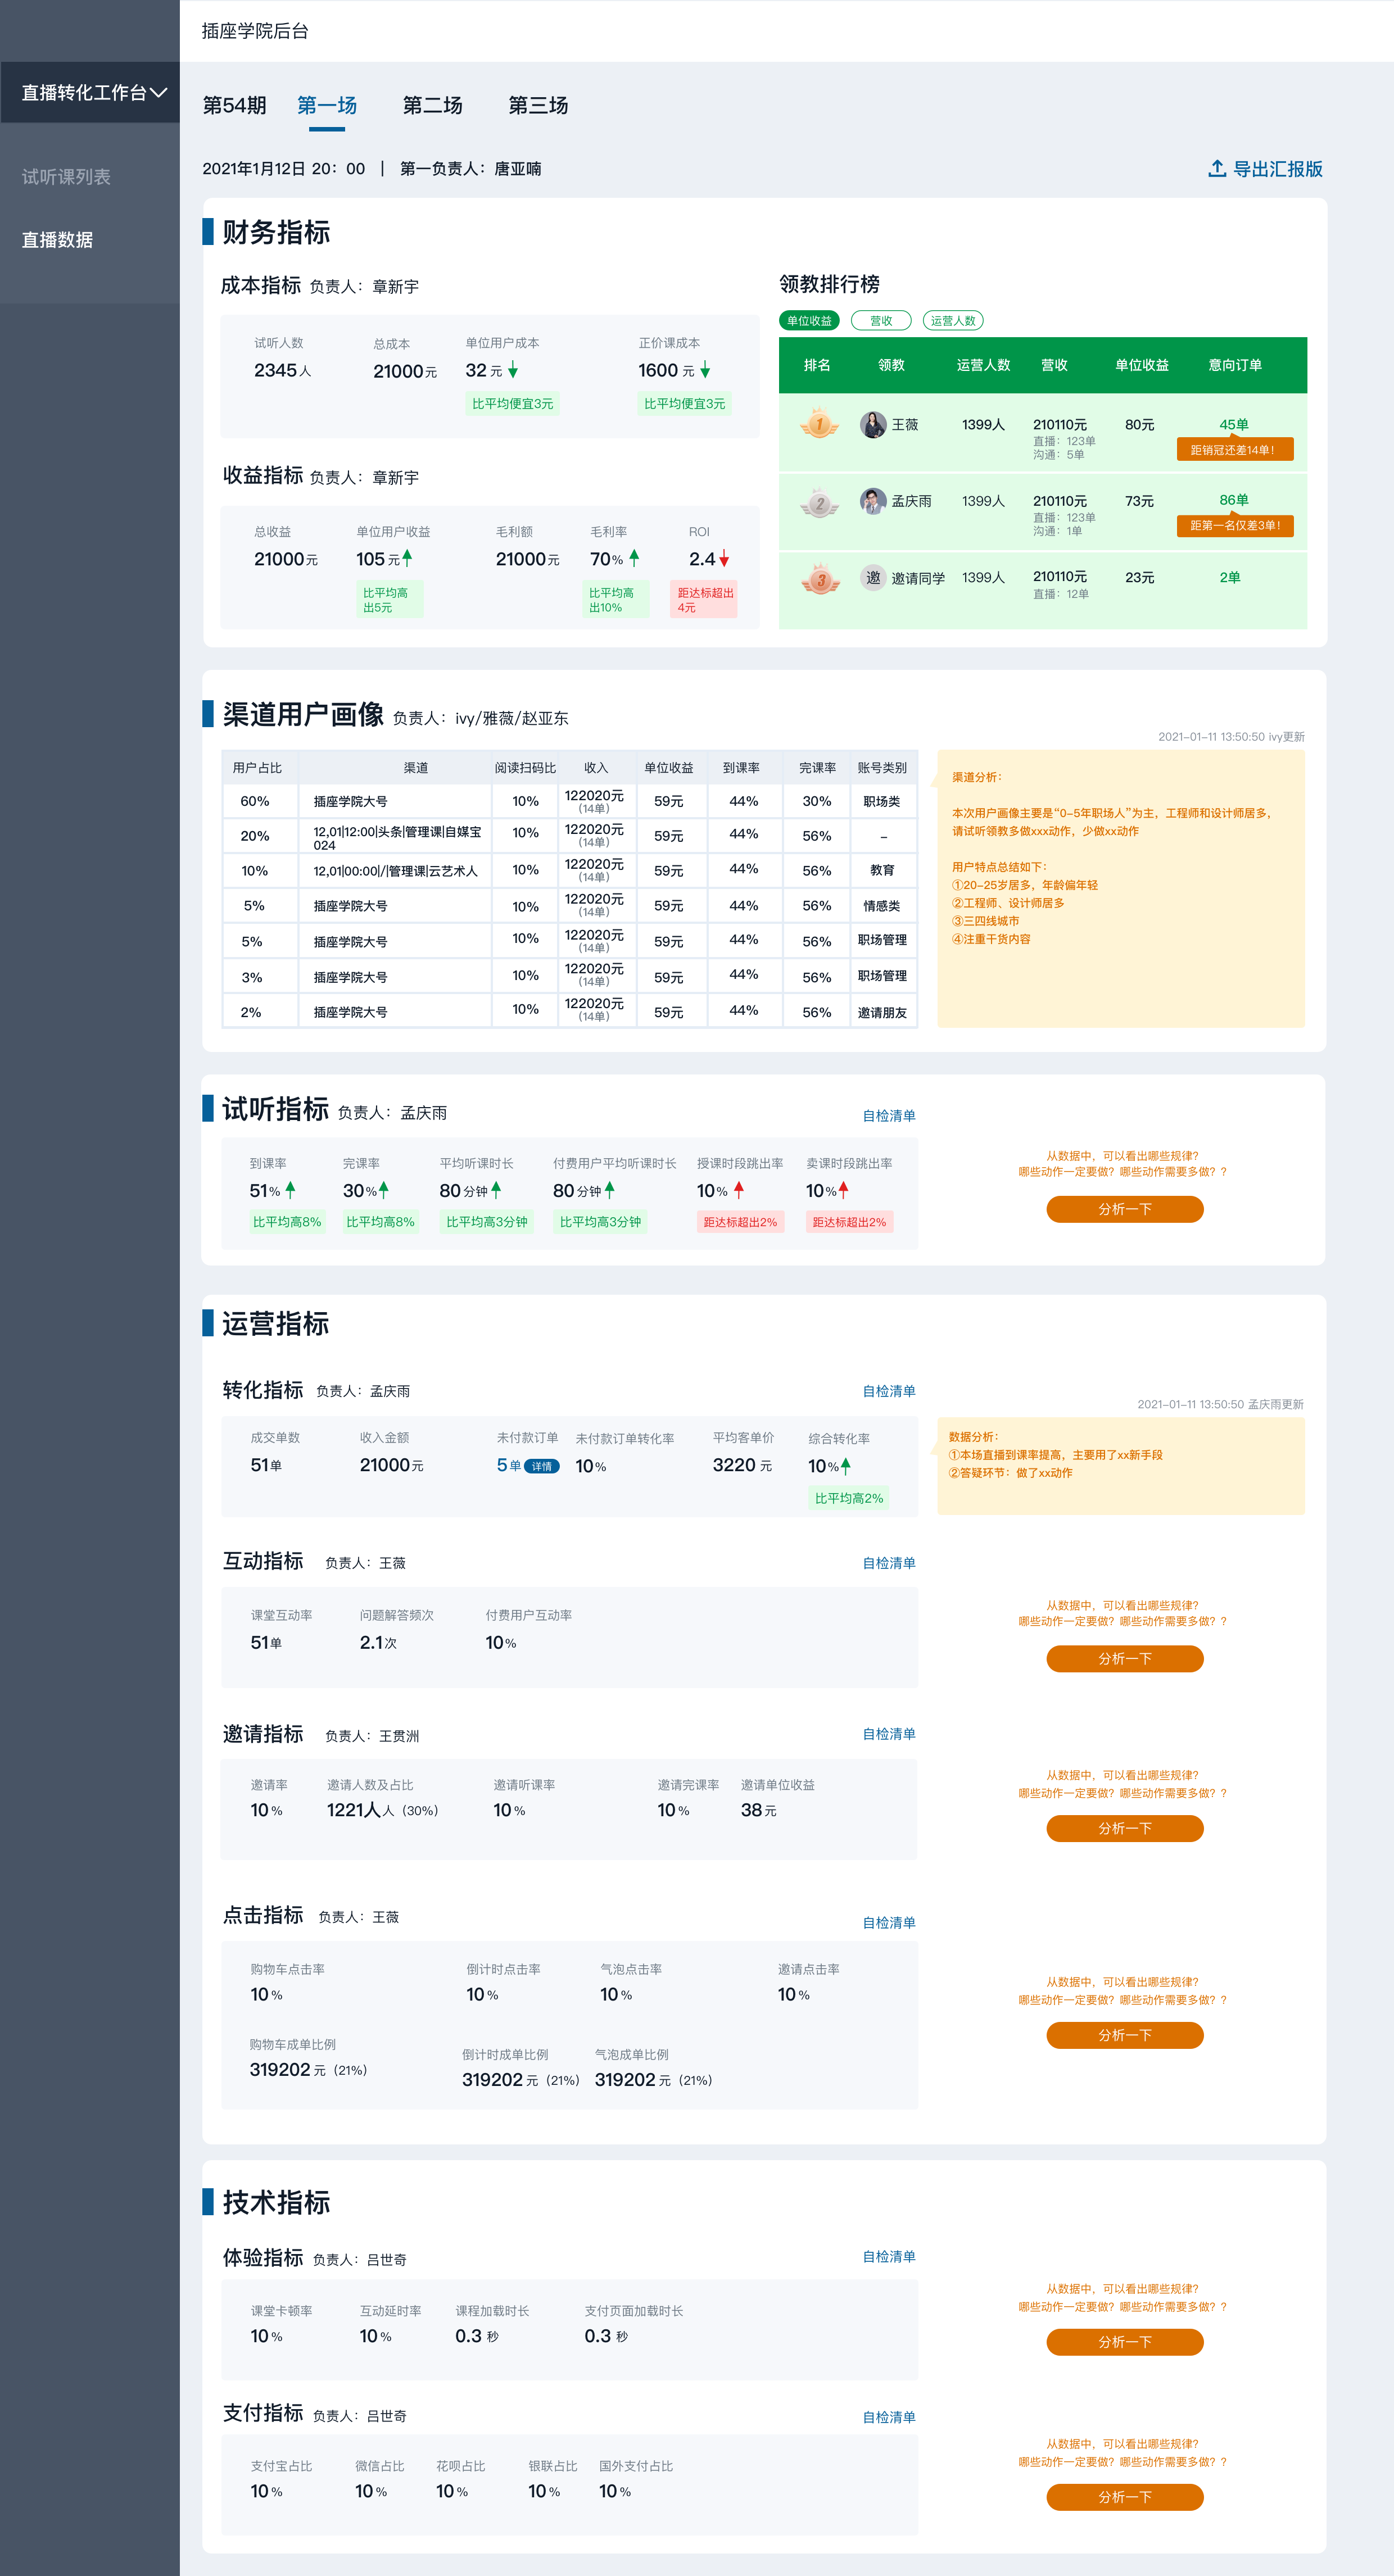 插座学院后台
直播转化工作台
试听课列表
直播数据
第54期 第一场 第二场 第三场
2021年1月12日 20：00 | 第一负责人：唐亚喃
导出汇报版
财务指标
成本指标 负责人：章新宇
试听人数 总成本 单位用户成本 正价课成本
2345人 21000元 32元 1600元
比平均便宜3元 比平均便宜3元
收益指标 负责人：章新宇
总收益 单位用户收益 毛利额 毛利率 ROI
21000元 105元 21000元 70% 2.4
比平均高
出5元
比平均高
出10%
距达标超出
4元
领教排行榜
单位收益 营收 运营人数
排名 领教 运营人数 营收 单位收益 意向订单
1 王薇 1399人 210110元 80元 45单
直播：123单
沟通：5单
距销冠还差14单！
2 孟庆雨 1399人 210110元 73元 86单
直播：123单
沟通：1单
距第一名仅差3单！
3 邀 邀请同学 1399人 210110元 23元 2单
直播：12单
渠道用户画像 负责人：ivy/雅薇/赵亚东
2021-01-11 13:50:50 ivy更新
用户占比 渠道 阅读扫码比 收入 单位收益 到课率 完课率 账号类别
60% 插座学院大号 10% 122020元 59元 44% 30% 职场类
(14单)
20% 12,01|12:00|头条|管理课|自媒宝 10% 122020元 59元 44% 56% -
024 (14单)
10% 12,01|00:00|/|管理课|云艺术人 10% 122020元 59元 44% 56% 教育
(14单)
5% 插座学院大号 10% 122020元 59元 44% 56% 情感类
(14单)
5% 插座学院大号 10% 122020元 59元 44% 56% 职场管理
(14单)
3% 插座学院大号 10% 122020元 59元 44% 56% 职场管理
(14单)
2% 插座学院大号 10% 122020元 59元 44% 56% 邀请朋友
(14单)
渠道分析：
本次用户画像主要是“0-5年职场人”为主，工程师和设计师居多，
请试听领教多做xxx动作，少做xx动作
用户特点总结如下：
①20-25岁居多，年龄偏年轻
②工程师、设计师居多
③三四线城市
④注重干货内容
试听指标 负责人：孟庆雨 自检清单
到课率 完课率 平均听课时长 付费用户平均听课时长 授课时段跳出率 卖课时段跳出率
51% 30% 80分钟 80分钟 10% 10%
比平均高8% 比平均高8% 比平均高3分钟 比平均高3分钟 距达标超出2% 距达标超出2%
从数据中，可以看出哪些规律？
哪些动作一定要做？哪些动作需要多做？？
分析一下
运营指标
转化指标 负责人：孟庆雨 自检清单
2021-01-11 13:50:50 孟庆雨更新
成交单数 收入金额 未付款订单 未付款订单转化率 平均客单价 综合转化率
51单 21000元 5单 详情 10% 3220 元 10%
比平均高2%
数据分析：
①本场直播到课率提高，主要用了xx新手段
②答疑环节：做了xx动作
互动指标 负责人：王薇 自检清单
课堂互动率 问题解答频次 付费用户互动率
51单 2.1次 10%
从数据中，可以看出哪些规律？
哪些动作一定要做？哪些动作需要多做？？
分析一下
邀请指标 负责人：王贯洲 自检清单
邀请率 邀请人数及占比 邀请听课率 邀请完课率 邀请单位收益
10% 1221人人（30%） 10% 10% 38元
从数据中，可以看出哪些规律？
哪些动作一定要做？哪些动作需要多做？？
分析一下
点击指标 负责人：王薇 自检清单
购物车点击率 倒计时点击率 气泡点击率 邀请点击率
10% 10% 10% 10%
购物车成单比例 倒计时成单比例 气泡成单比例
319202元（21%） 319202元（21%） 319202元（21%）
从数据中，可以看出哪些规律？
哪些动作一定要做？哪些动作需要多做？？
分析一下
技术指标
体验指标 负责人：吕世奇 自检清单
课堂卡顿率 互动延时率 课程加载时长 支付页面加载时长
10% 10% 0.3 秒 0.3 秒
从数据中，可以看出哪些规律？
哪些动作一定要做？哪些动作需要多做？？
分析一下
支付指标 负责人：吕世奇 自检清单
支付宝占比 微信占比 花呗占比 银联占比 国外支付占比
10% 10% 10% 10% 10%
从数据中，可以看出哪些规律？
哪些动作一定要做？哪些动作需要多做？？
分析一下